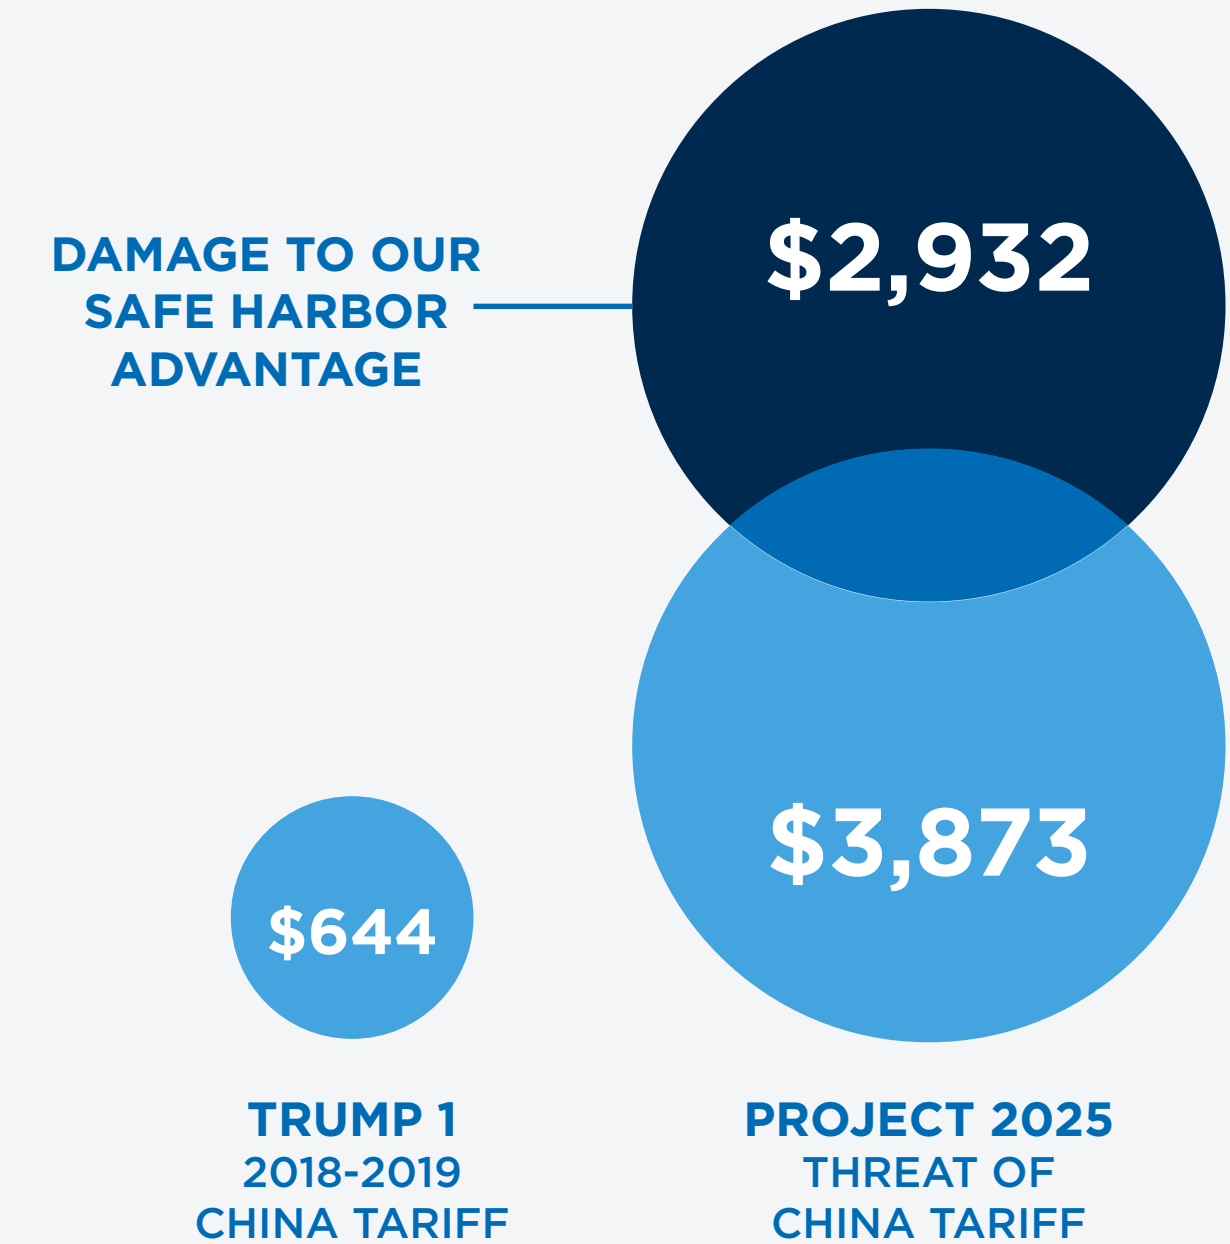 DAMAGE TO OUR
SAFE HARBOR
ADVANTAGE
$2,932
$3,873
$644
TRUMP 1
2018-2019
CHINA TARIFF
PROJECT 2025
THREAT OF
CHINA TARIFF